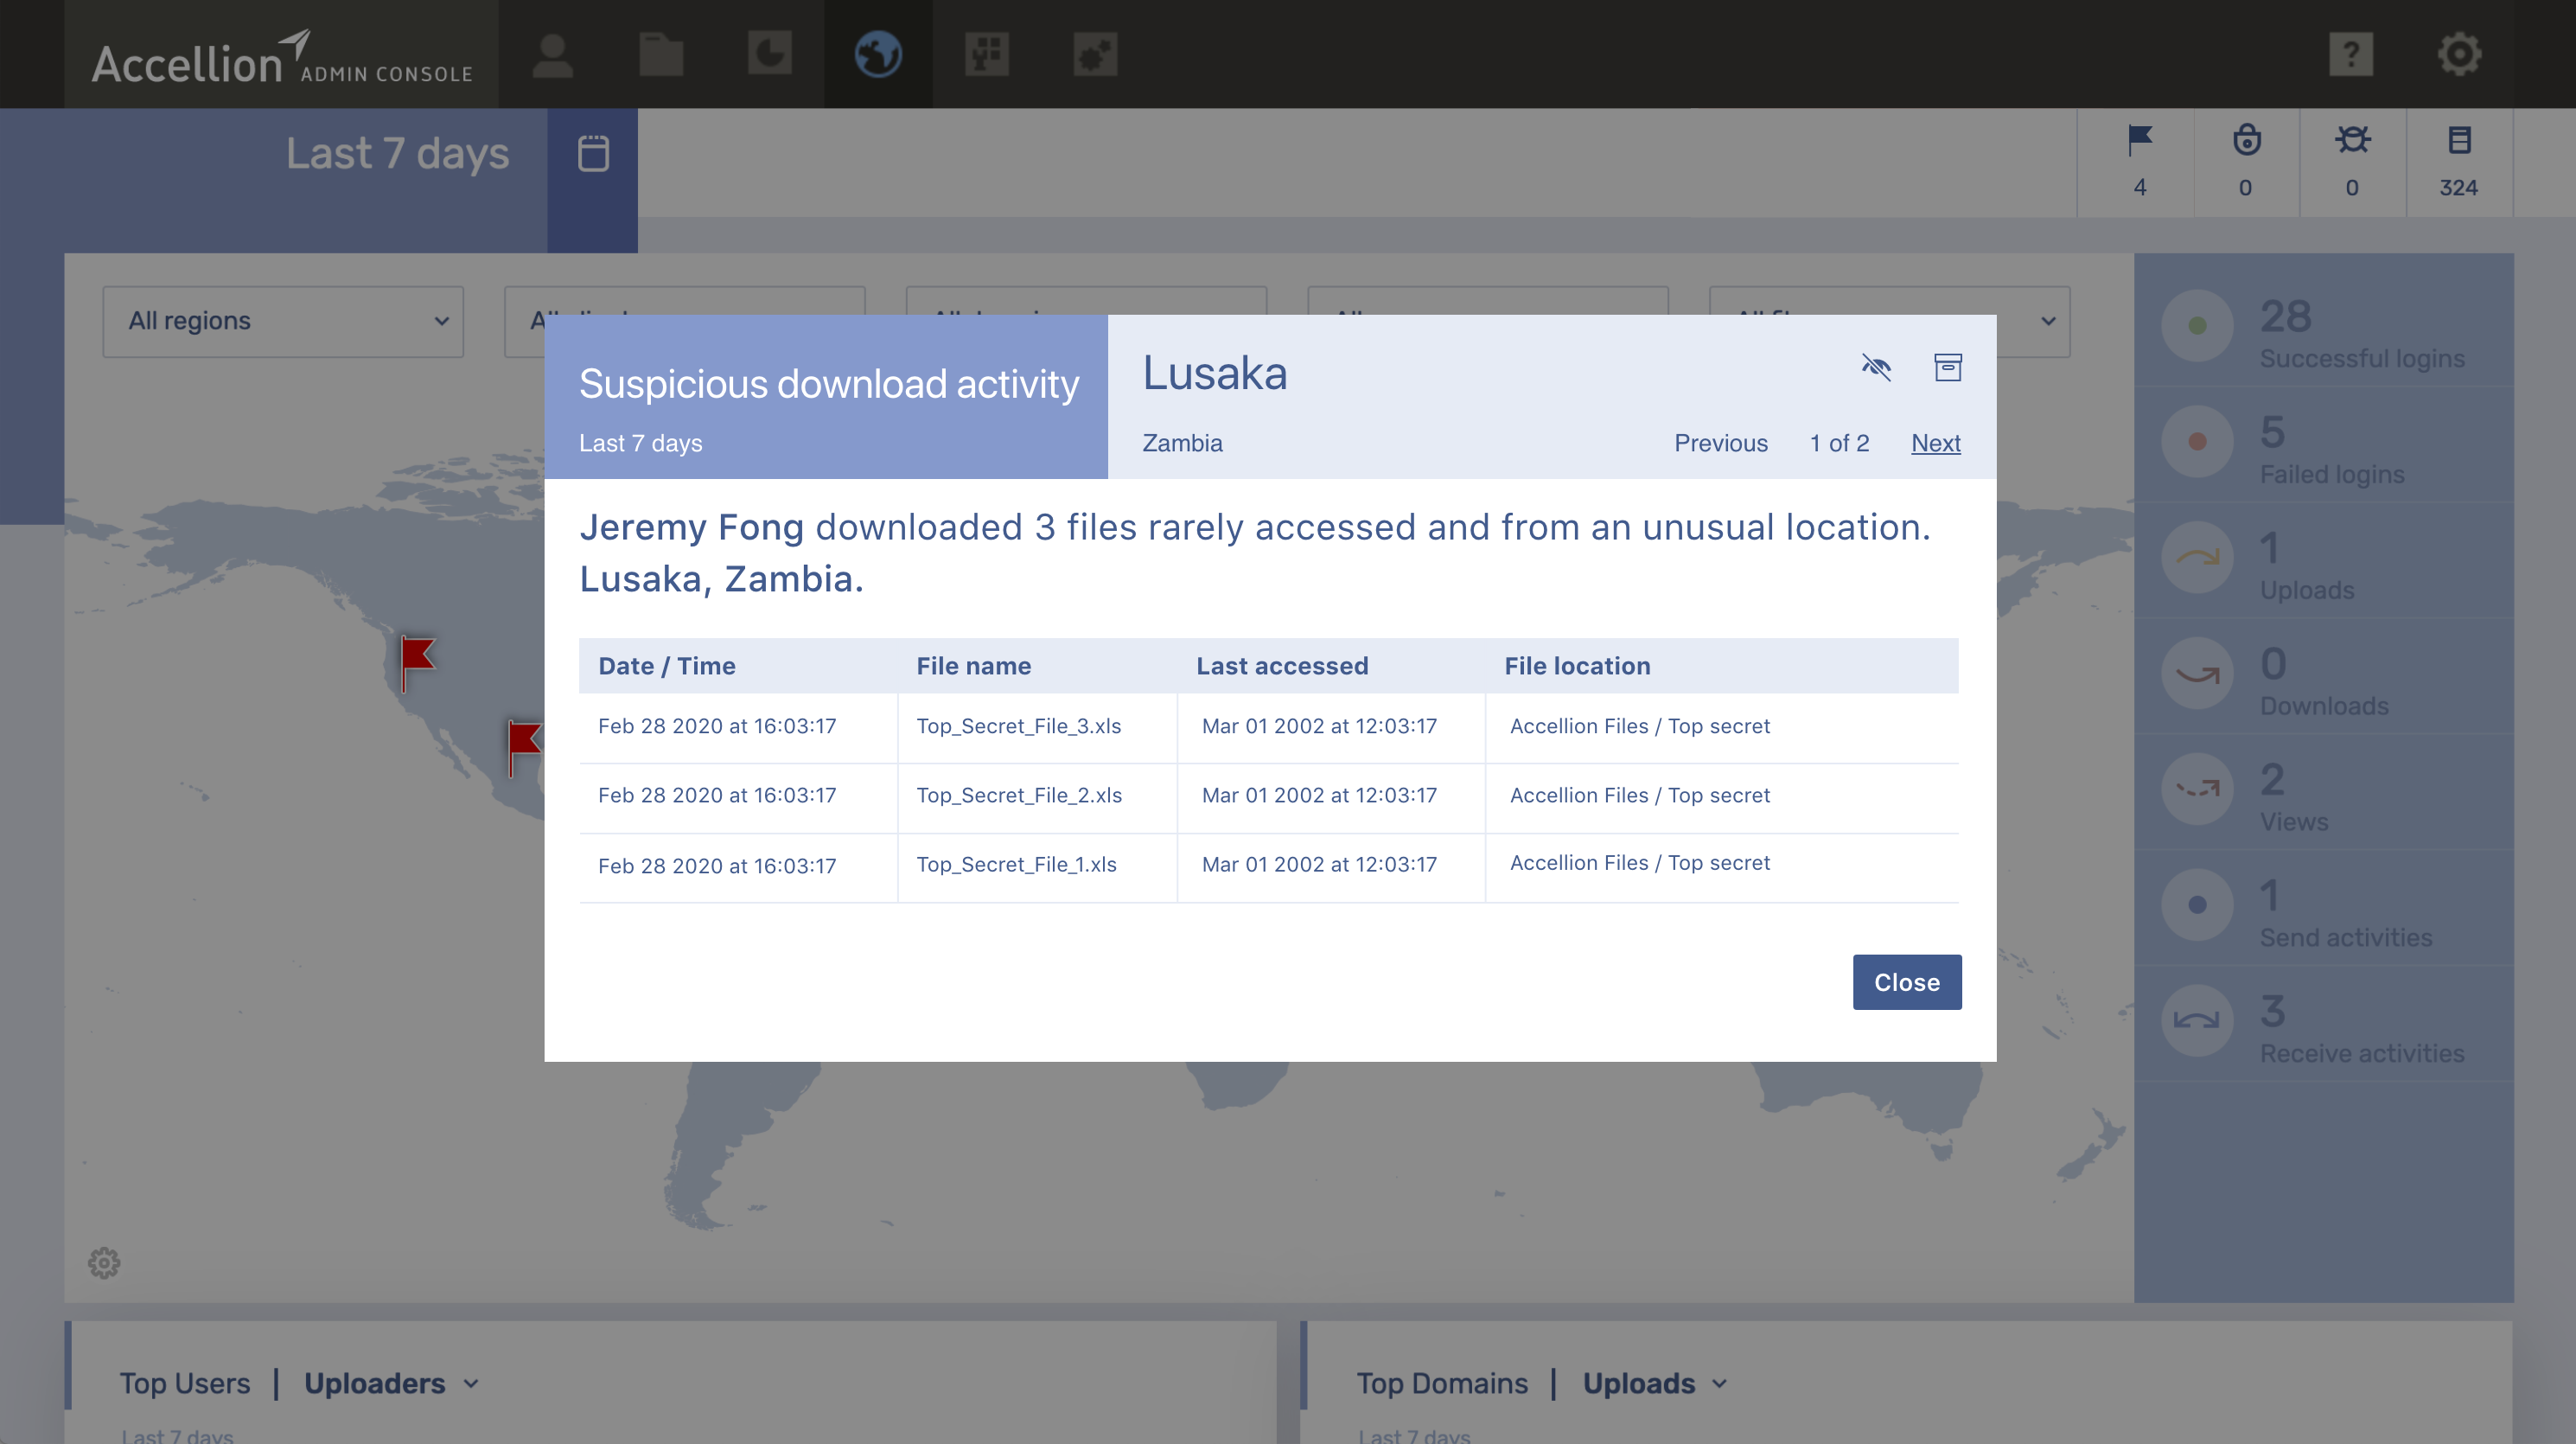 Accellion ADMIN CONSOLE
?
Last 7 days
4
0
0
324
All regions
Suspicious download activity
Last 7 days
Lusaka
Zambia
Previous 1 of 2 Next
Jeremy Fong downloaded 3 files rarely accessed and from an unusual location.
Lusaka, Zambia.
Date / Time File name Last accessed File location
Feb 28 2020 at 16:03:17 Top_Secret_File_3.xls Mar 01 2002 at 12:03:17 Accellion Files / Top secret
Feb 28 2020 at 16:03:17 Top_Secret_File_2.xls Mar 01 2002 at 12:03:17 Accellion Files / Top secret
Feb 28 2020 at 16:03:17 Top_Secret_File_1.xls Mar 01 2002 at 12:03:17 Accellion Files / Top secret
Close
28
Successful logins
5
Failed logins
1
Uploads
0
Downloads
2
Views
1
Send activities
3
Receive activities
Top Users | Uploaders
Last 7 days
Top Domains | Uploads
Last 7 days